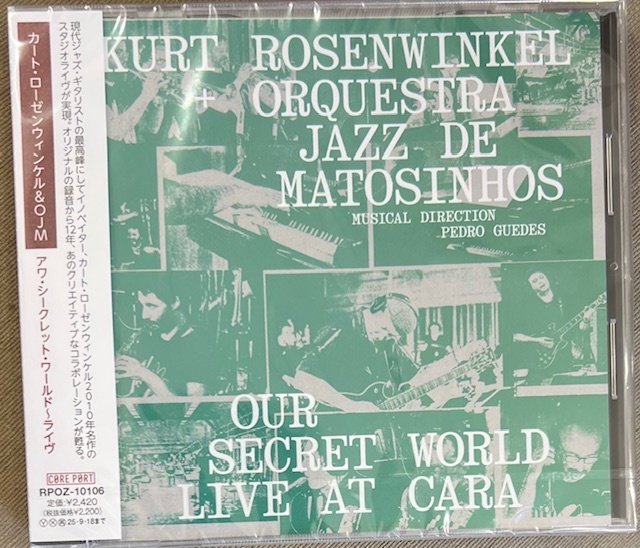 カート・ローゼンウィンケル&OJM
アワ・シークレット・ワールド〜ライヴ
現代ジャズ・ギタリストの最高峰にしてイノベイター、カート・ローゼンウィンケル2010年名作の
スタジオライヴが実現。オリジナルの録音から12年、あのクリエイティブなコラボレーションが甦る。
CORE PORT
RPOZ-10106
定価:¥2,420
(税抜価格¥2,200)
25-9-18まで
KURT ROSENWINKEL
+ ORQUESTRA
JAZZ DE
MATOSINHOS
MUSICAL DIRECTION
PEDRO GUEDES
OUR
SECRET WORLD
LIVE AT CARA